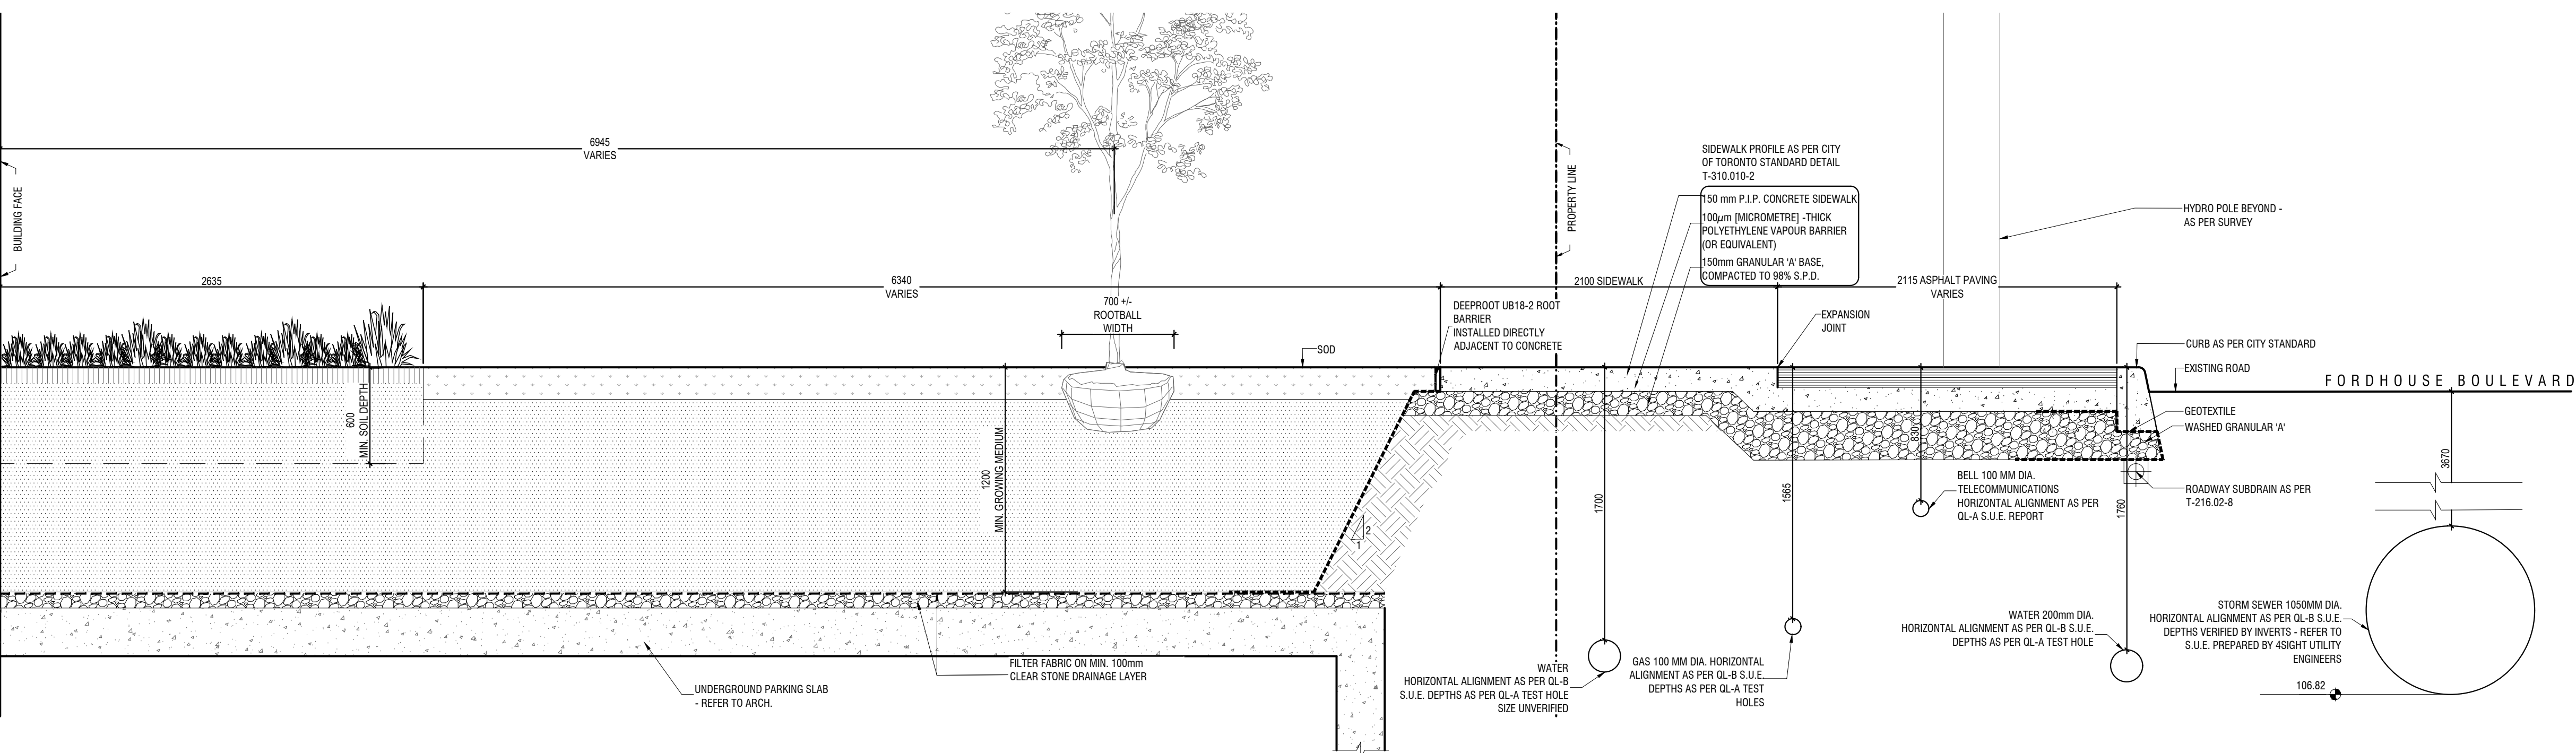 6945
VARIES
BUILDING FACE
PROPERTY LINE
SIDEWALK PROFILE AS PER CITY
OF TORONTO STANDARD DETAIL
T-310.010-2
150 mm P.I.P. CONCRETE SIDEWALK
100µm [MICROMETRE] -THICK
POLYETHYLENE VAPOUR BARRIER
(OR EQUIVALENT)
150mm GRANULAR 'A' BASE,
COMPACTED TO 98% S.P.D.
HYDRO POLE BEYOND -
AS PER SURVEY
2635
6340
VARIES
2100 SIDEWALK
2115 ASPHALT PAVING
VARIES
700 +/-
ROOTBALL
WIDTH
DEEPROOT UB18-2 ROOT
BARRIER
INSTALLED DIRECTLY
ADJACENT TO CONCRETE
EXPANSION
JOINT
SOD
CURB AS PER CITY STANDARD
EXISTING ROAD
FORDHOUSE BOULEVARD
GEOTEXTILE
WASHED GRANULAR 'A'
600
MIN. SOIL DEPTH
1200
MIN. GROWING MEDIUM
2
1
1700
1565
830
1760
3670
BELL 100 MM DIA.
TELECOMMUNICATIONS
HORIZONTAL ALIGNMENT AS PER
QL-A S.U.E. REPORT
ROADWAY SUBDRAIN AS PER
T-216.02-8
FILTER FABRIC ON MIN. 100mm
CLEAR STONE DRAINAGE LAYER
UNDERGROUND PARKING SLAB
- REFER TO ARCH.
WATER
HORIZONTAL ALIGNMENT AS PER QL-B
S.U.E. DEPTHS AS PER QL-A TEST HOLE
SIZE UNVERIFIED
GAS 100 MM DIA. HORIZONTAL
ALIGNMENT AS PER QL-B S.U.E.
DEPTHS AS PER QL-A TEST
HOLES
WATER 200mm DIA.
HORIZONTAL ALIGNMENT AS PER QL-B S.U.E.
DEPTHS AS PER QL-A TEST HOLE
STORM SEWER 1050MM DIA.
HORIZONTAL ALIGNMENT AS PER QL-B S.U.E.
DEPTHS VERIFIED BY INVERTS - REFER TO
S.U.E. PREPARED BY 4SIGHT UTILITY
ENGINEERS
106.82